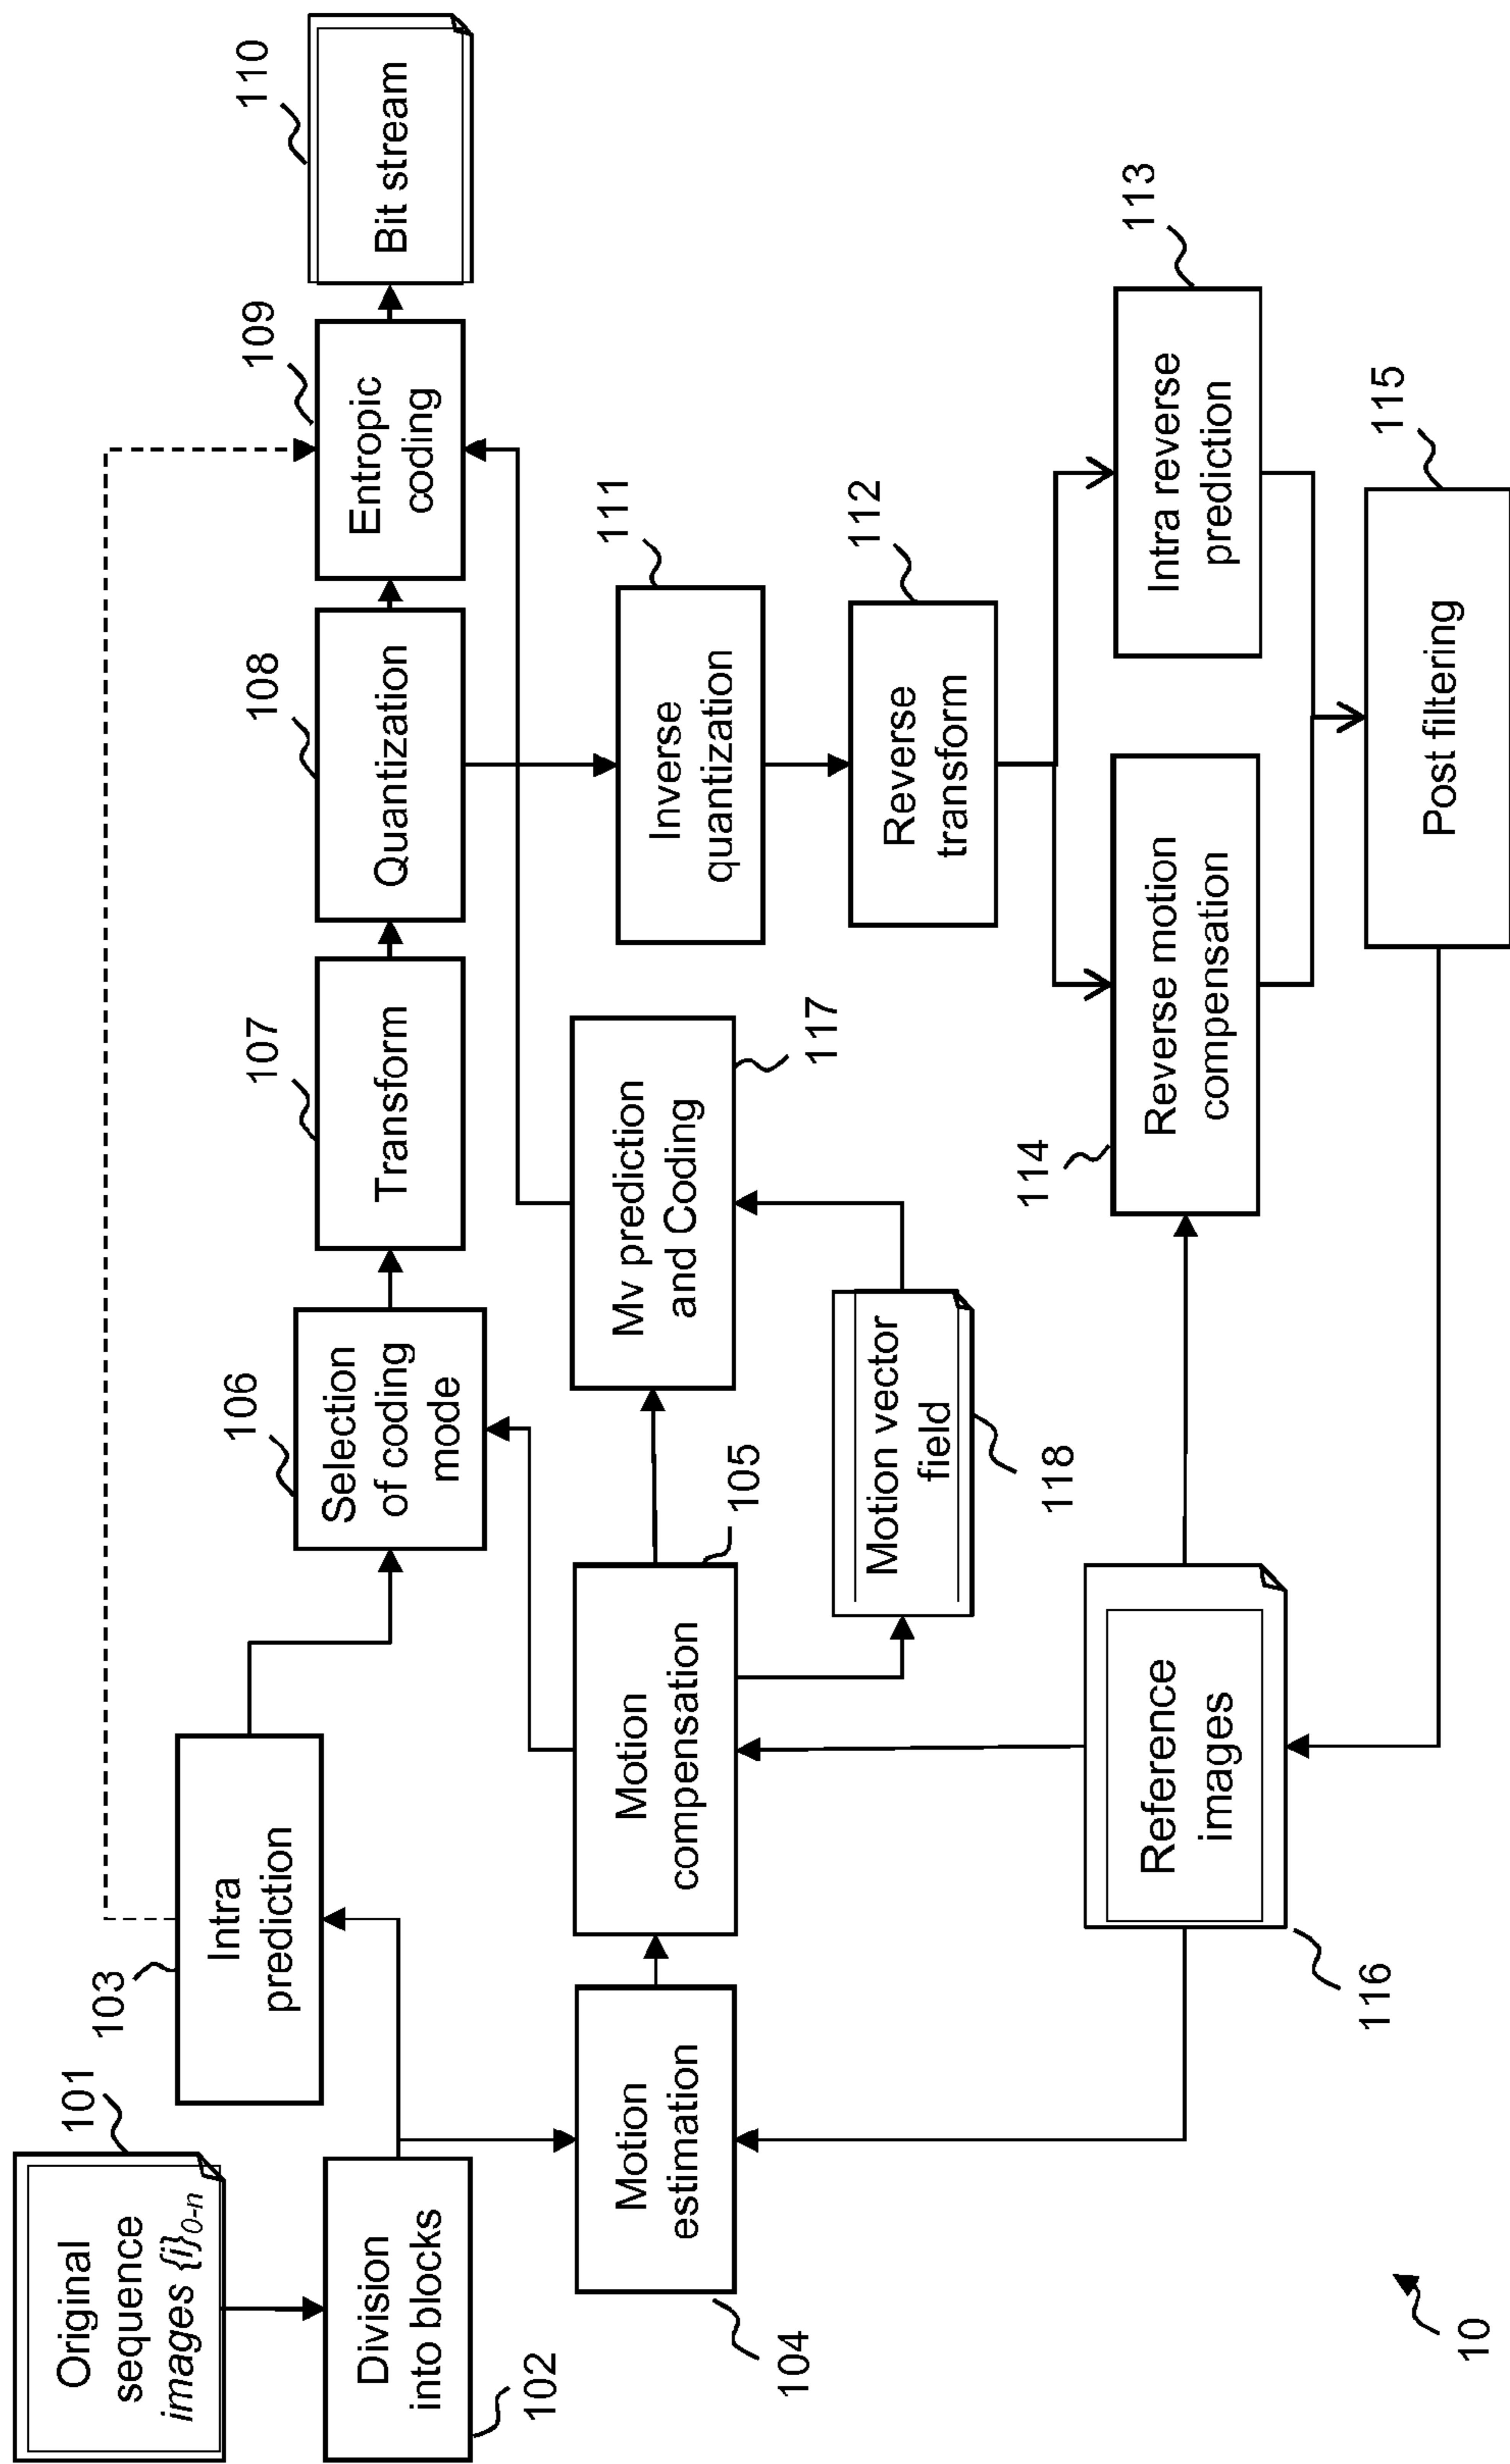 Original
sequence
images {i}0-n
101
Division
into blocks
102
Intra
prediction
103
Motion
estimation
104
Motion
compensation
105
Selection
of coding
mode
106
Transform
107
Quantization
108
Entropic
coding
109
Bit stream
110
Mv prediction
and Coding
117
Motion vector
field
118
Inverse
quantization
111
Reverse
transform
112
Intra reverse
prediction
113
Reverse motion
compensation
114
Post filtering
115
Reference
images
116
10